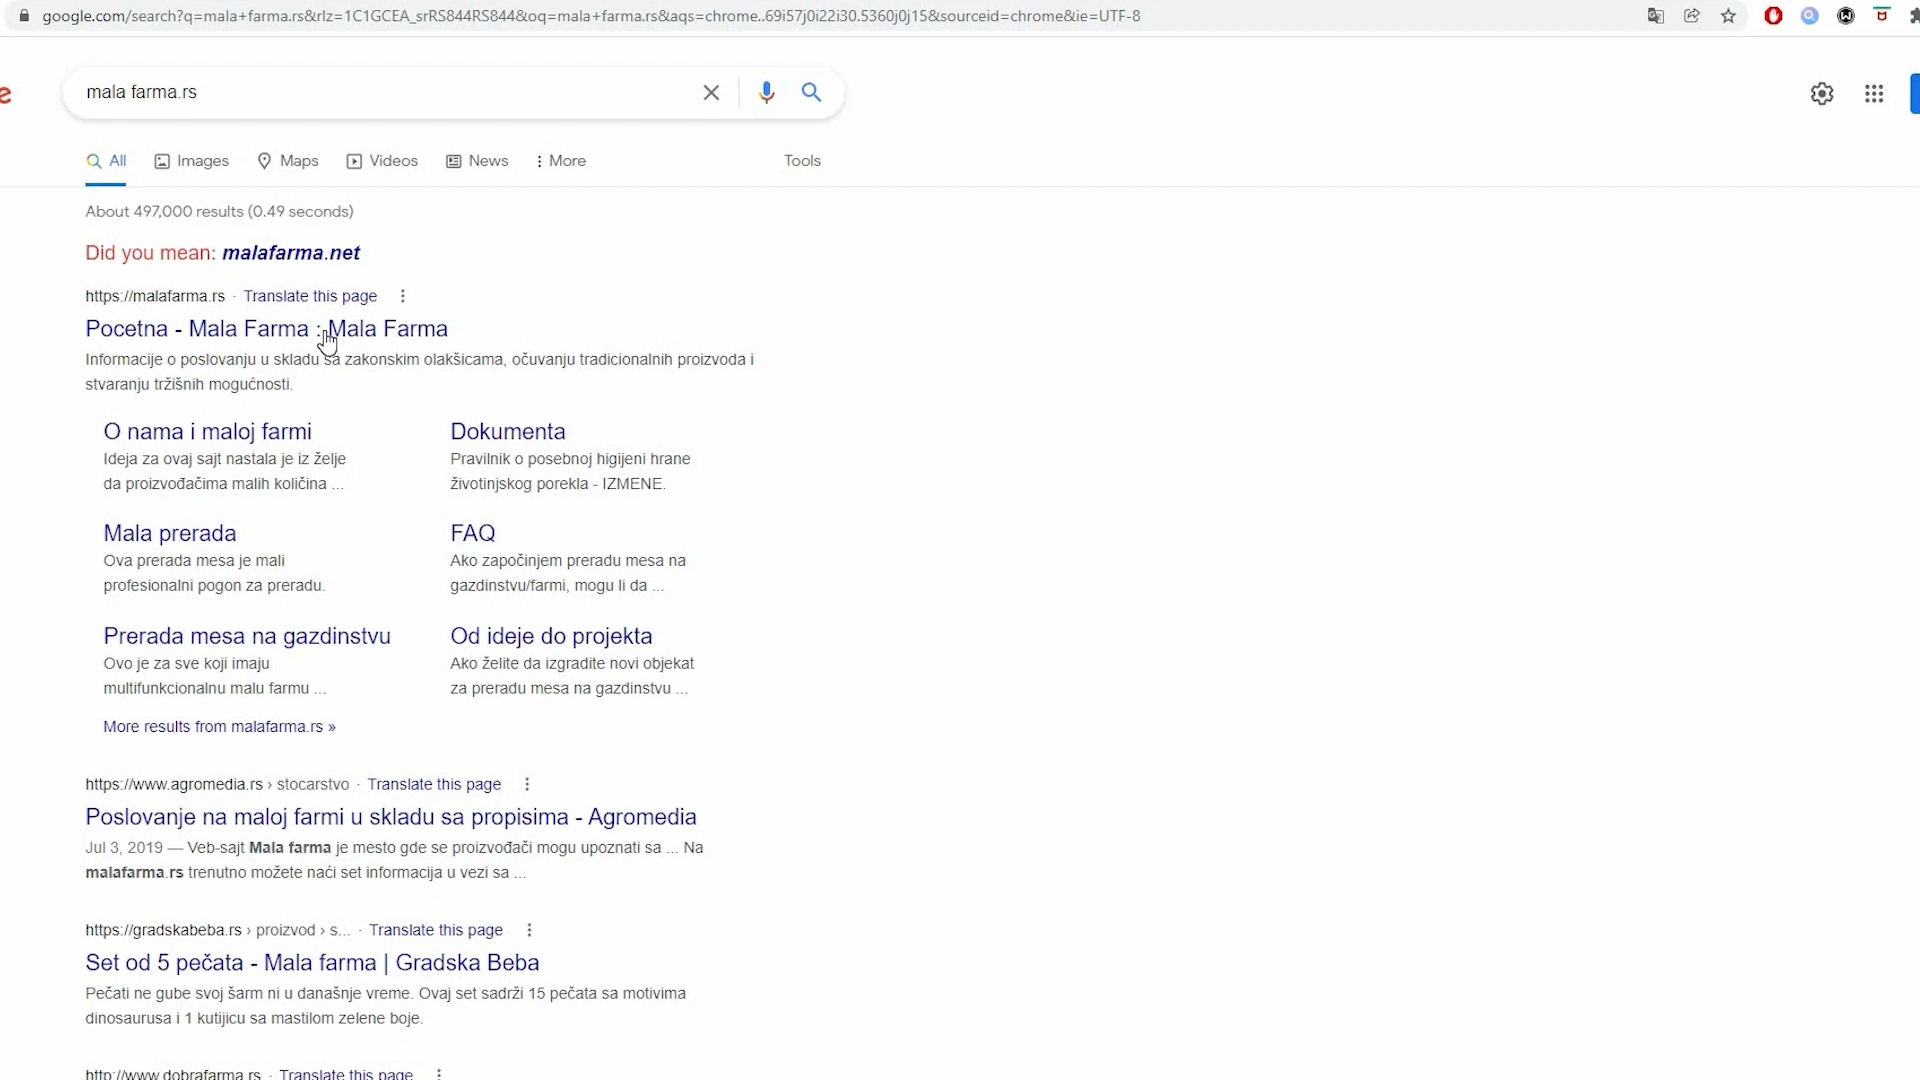 google.com/search?q=mala+farma.rs&rlz=1C1GCEA_srRS844RS844&oq=mala+farma.rs&aqs=chrome..69i57j0i22i30.5360j0j15&sourceid=chrome&ie=UTF-8
e
mala farma.rs
All Images Maps Videos News More Tools
About 497,000 results (0.49 seconds)
Did you mean: malafarma.net
https://malafarma.rs · Translate this page
Pocetna - Mala Farma : Mala Farma
Informacije o poslovanju u skladu sa zakonskim olakšicama, očuvanju tradicionalnih proizvoda i
stvaranju tržišnih mogućnosti.
O nama i maloj farmi
Ideja za ovaj sajt nastala je iz želje
da proizvođačima malih količina ...
Dokumenta
Pravilnik o posebnoj higijeni hrane
životinjskog porekla - IZMENE.
Mala prerada
Ova prerada mesa je mali
profesionalni pogon za preradu.
FAQ
Ako započinjem preradu mesa na
gazdinstvu/farmi, mogu li da ...
Prerada mesa na gazdinstvu
Ovo je za sve koji imaju
multifunkcionalnu malu farmu ...
Od ideje do projekta
Ako želite da izgradite novi objekat
za preradu mesa na gazdinstvu ...
More results from malafarma.rs »
https://www.agromedia.rs › stocarstvo · Translate this page
Poslovanje na maloj farmi u skladu sa propisima - Agromedia
Jul 3, 2019 — Veb-sajt Mala farma je mesto gde se proizvođači mogu upoznati sa ... Na
malafarma.rs trenutno možete naći set informacija u vezi sa ...
https://gradskabeba.rs › proizvod › s... · Translate this page
Set od 5 pečata - Mala farma | Gradska Beba
Pečati ne gube svoj šarm ni u današnje vreme. Ovaj set sadrži 15 pečata sa motivima
dinosaurusa i 1 kutijicu sa mastilom zelene boje.
http://www.dobrafarma.rs · Translate this page